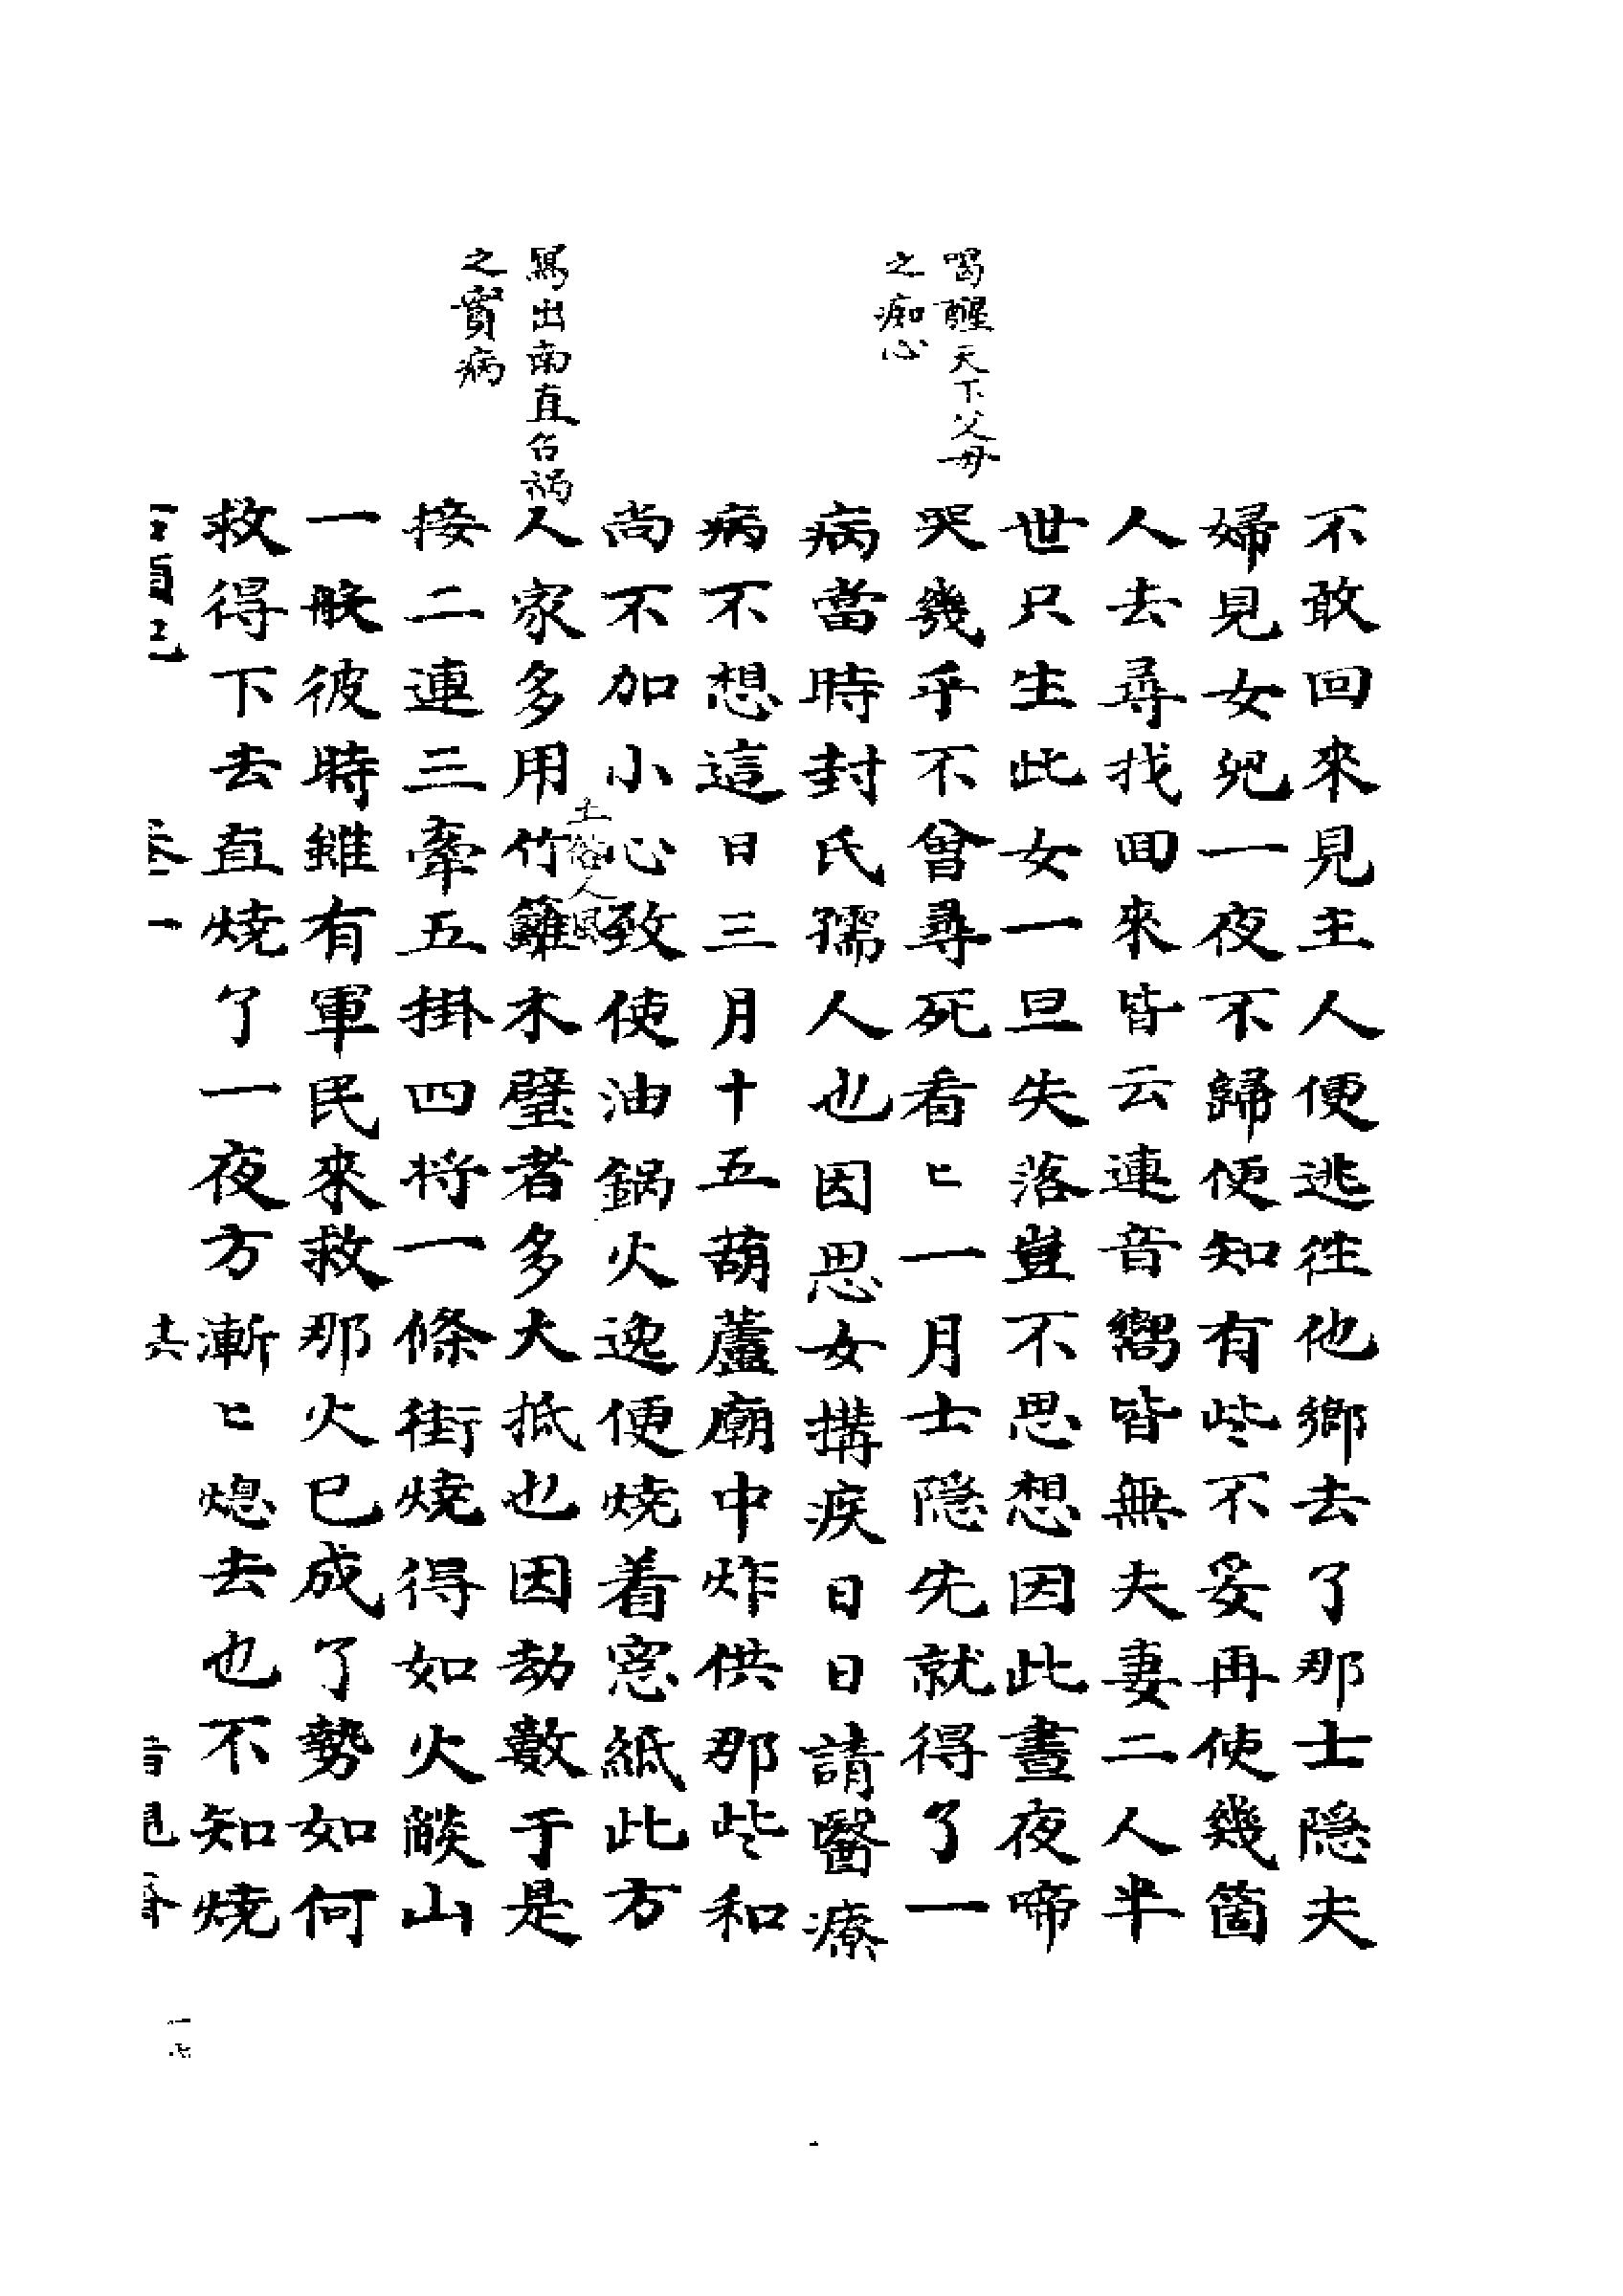 喝醒天下父母
之痴心
寫出南直召禍
之實病
不敢回來見主人便逃徃他鄉去了那士隱夫
婦見女兒一夜不歸便知有些不妥再使幾箇
人去尋找回來皆云連音嚮皆無夫妻二人半
世只生此女一旦失落豈不思想因此晝夜啼
哭幾乎不曾尋死看〻一月士隱先就得了一
病當時封氏孺人也因思女搆疾日日請醫療
病不想這日三月十五葫蘆廟中炸供那些和
尚不加小心致使油鍋火逸便燒着窓紙此方
土俗人風
人家多用竹籬木壁者多大抵也因劫數于是
接二連三牽五掛四将一條街燒得如火燄山
一般彼時雖有軍民來救那火已成了勢如何
救得下去直燒了一夜方漸〻熄去也不知燒